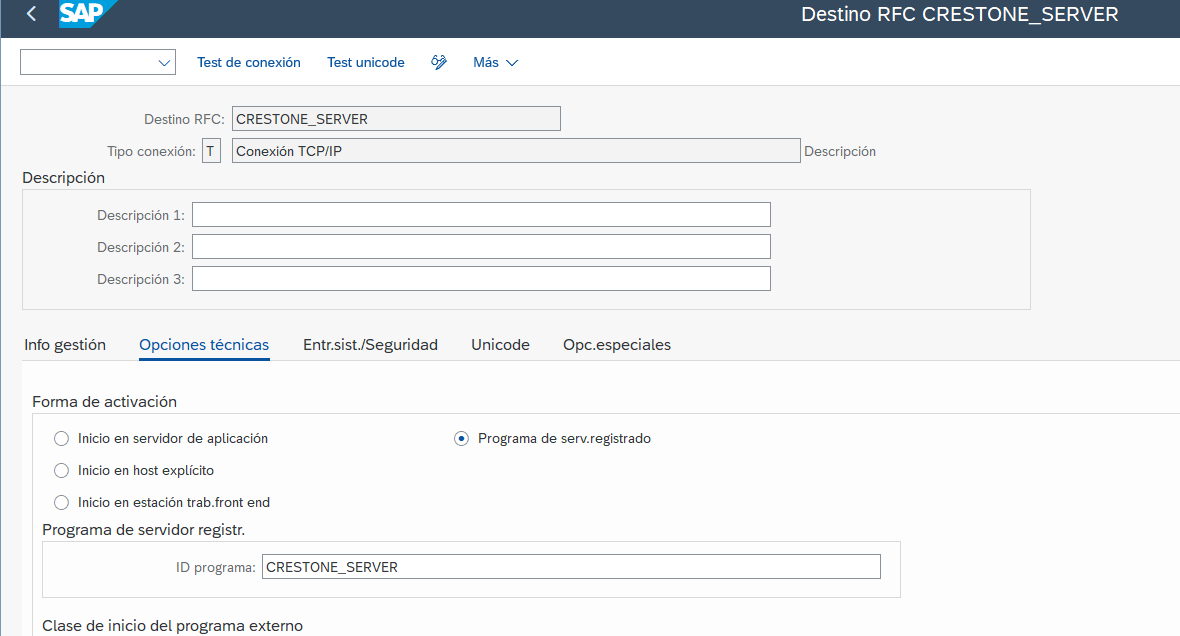 SAP Destino RFC CRESTONE_SERVER
Test de conexión Test unicode Más
Destino RFC: CRESTONE_SERVER
Tipo conexión: T Conexión TCP/IP Descripción
Descripción
Descripción 1:
Descripción 2:
Descripción 3:
Info gestión Opciones técnicas Entr.sist./Seguridad Unicode Opc.especiales
Forma de activación
Inicio en servidor de aplicación Programa de serv.registrado
Inicio en host explícito
Inicio en estación trab.front end
Programa de servidor registr.
ID programa: CRESTONE_SERVER
Clase de inicio del programa externo